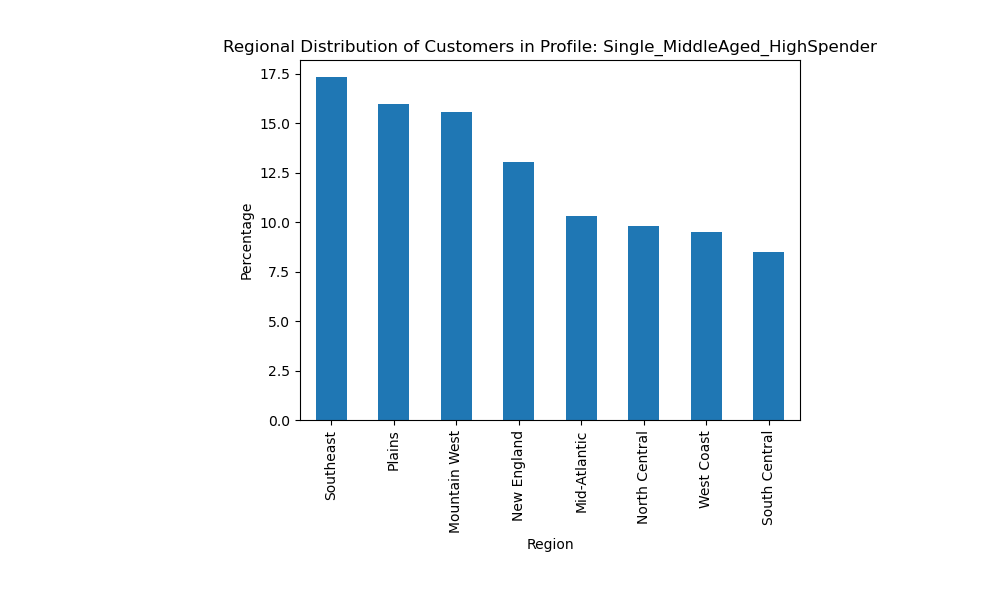 Regional Distribution of Customers in Profile: Single_MiddleAged_HighSpender
17.5
15.0
12.5
10.0
7.5
5.0
2.5
0.0
Percentage
Southeast
Plains
Mountain West
New England
Mid-Atlantic
North Central
West Coast
South Central
Region